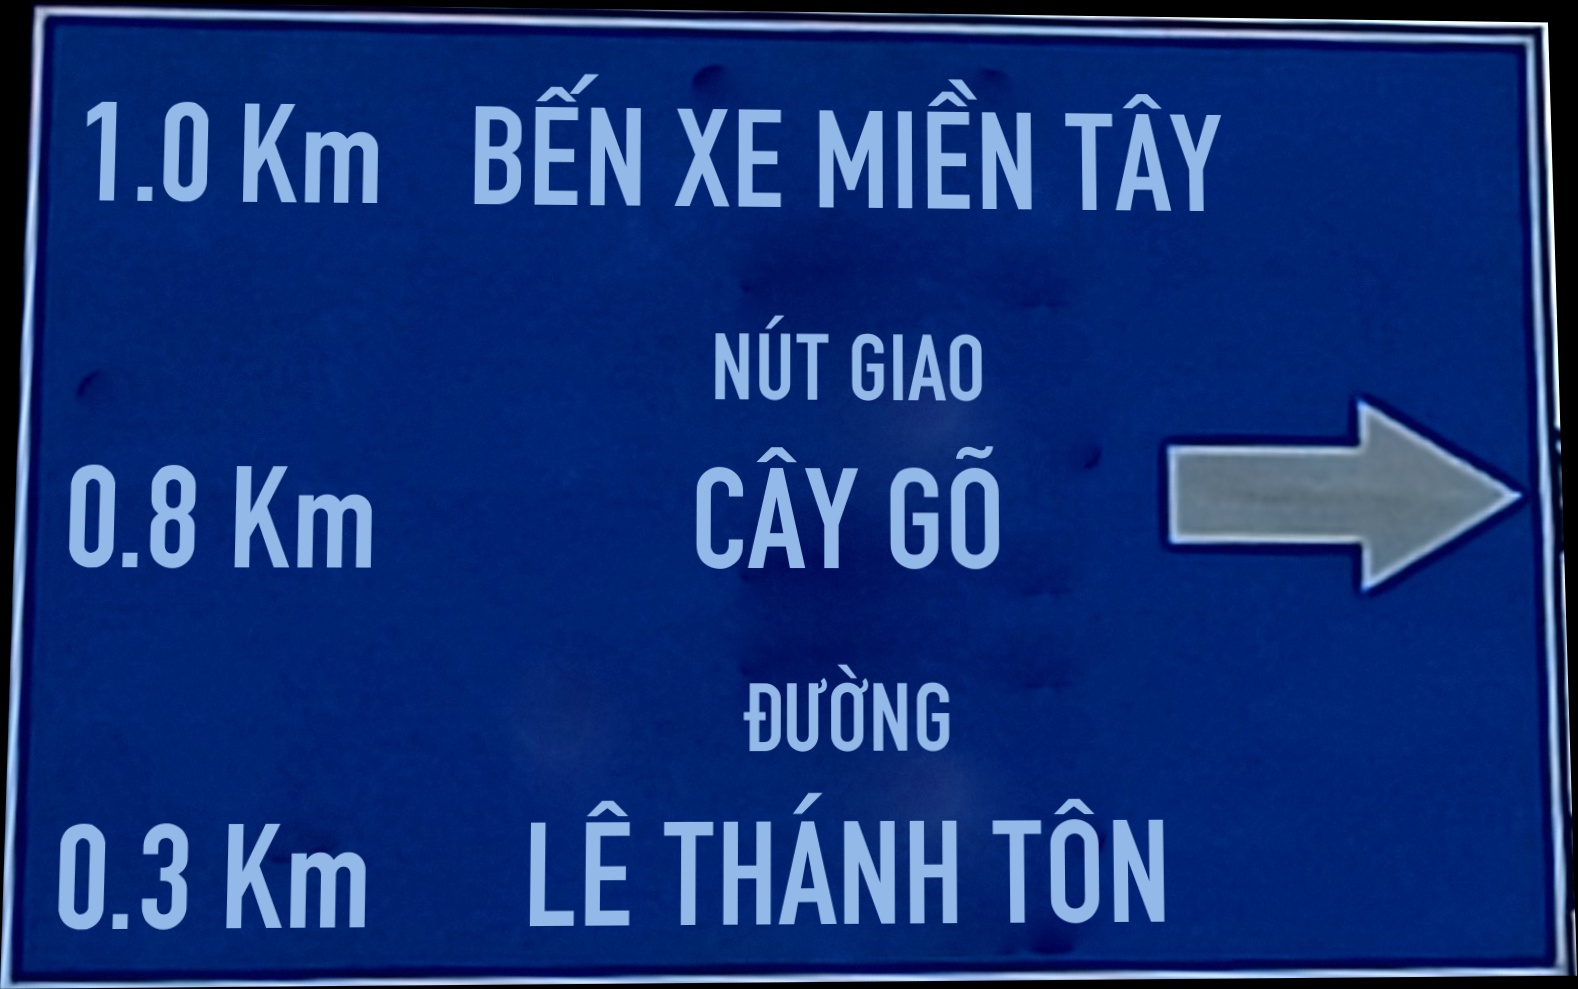 1.0 Km BẾN XE MIỀN TÂY
NÚT GIAO
0.8 Km CÂY GÕ
ĐƯỜNG
0.3 Km LÊ THÁNH TÔN